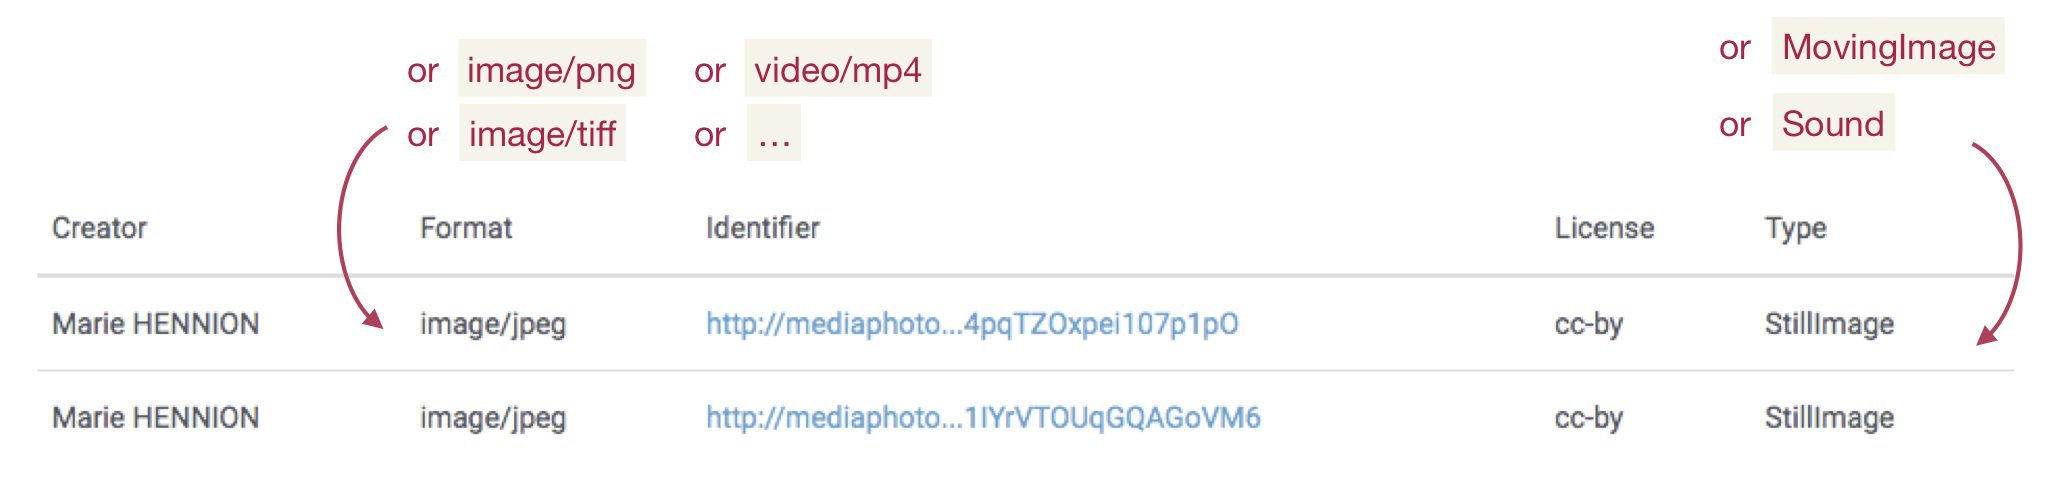 or image/png or video/mp4
or image/tiff or ...
or MovingImage
or Sound
Creator Format Identifier License Type
Marie HENNION image/jpeg http://mediaphoto...4pqTZOxpei107p1pO cc-by StillImage
Marie HENNION image/jpeg http://mediaphoto...1IYrVTOUqGQAGoVM6 cc-by StillImage